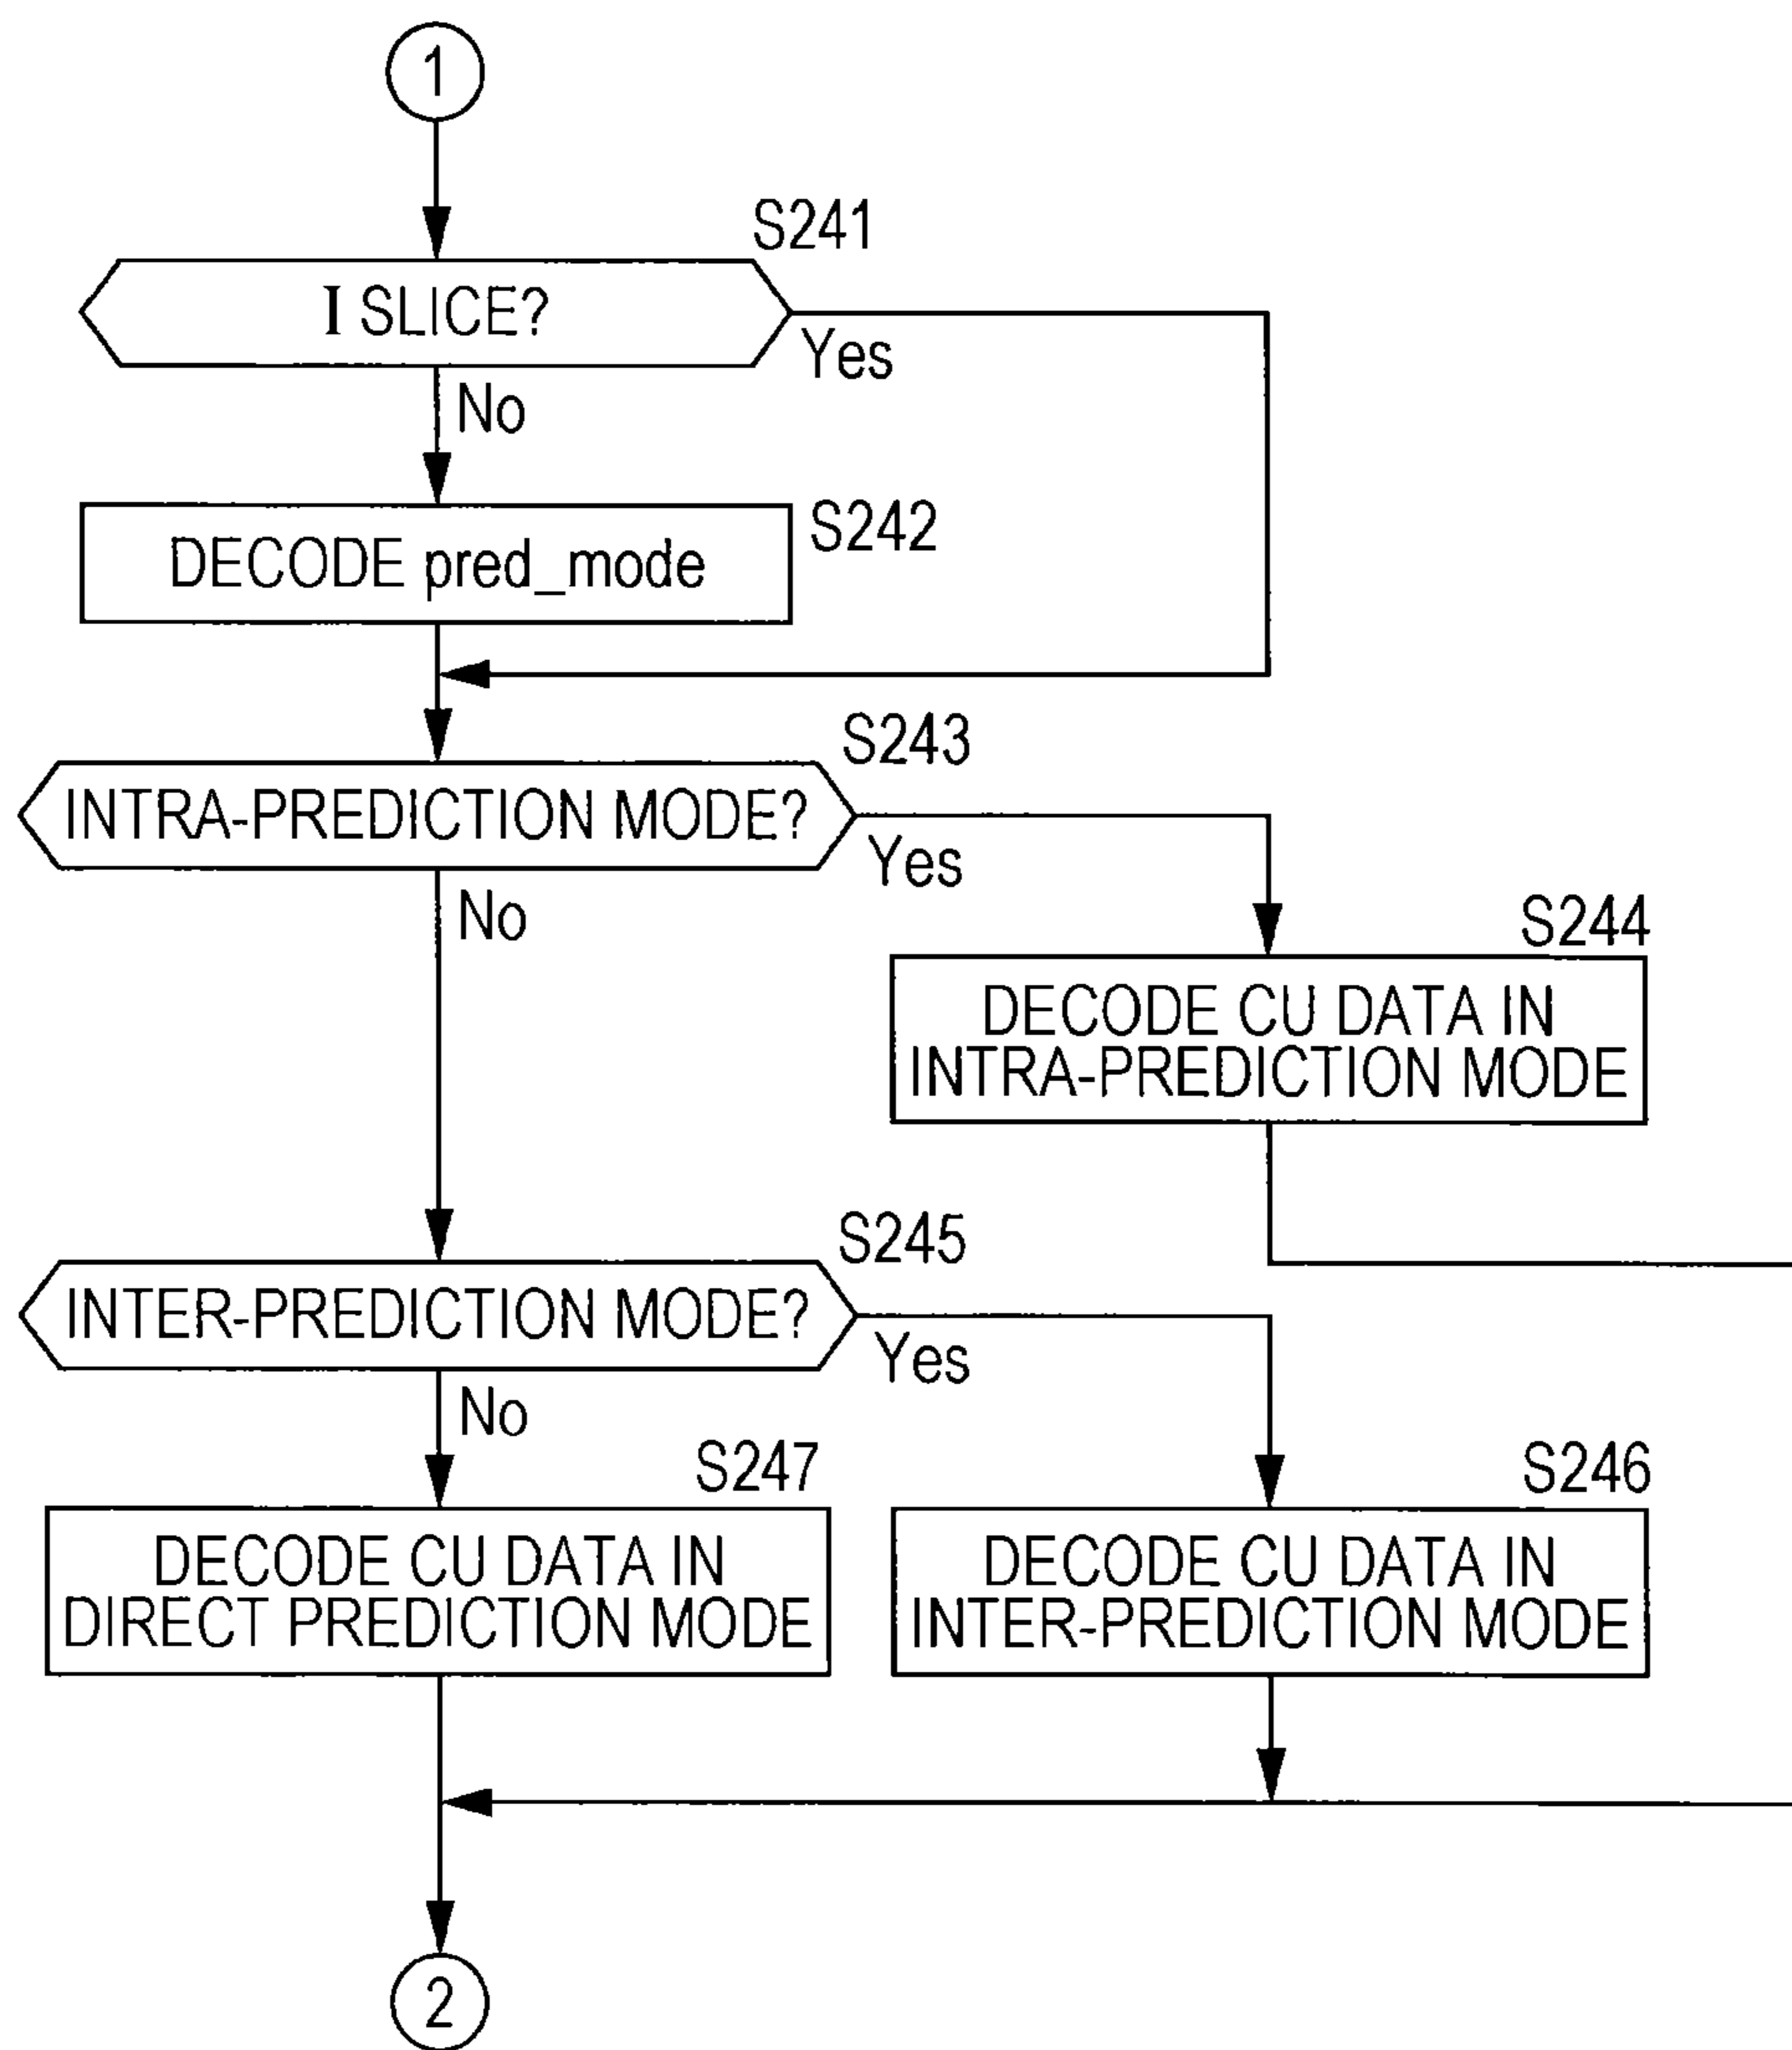 1
S241
I SLICE?
Yes
No
S242
DECODE pred_mode
S243
INTRA-PREDICTION MODE?
Yes
No
S244
DECODE CU DATA IN
INTRA-PREDICTION MODE
S245
INTER-PREDICTION MODE?
Yes
No
S247
DECODE CU DATA IN
DIRECT PREDICTION MODE
S246
DECODE CU DATA IN
INTER-PREDICTION MODE
2